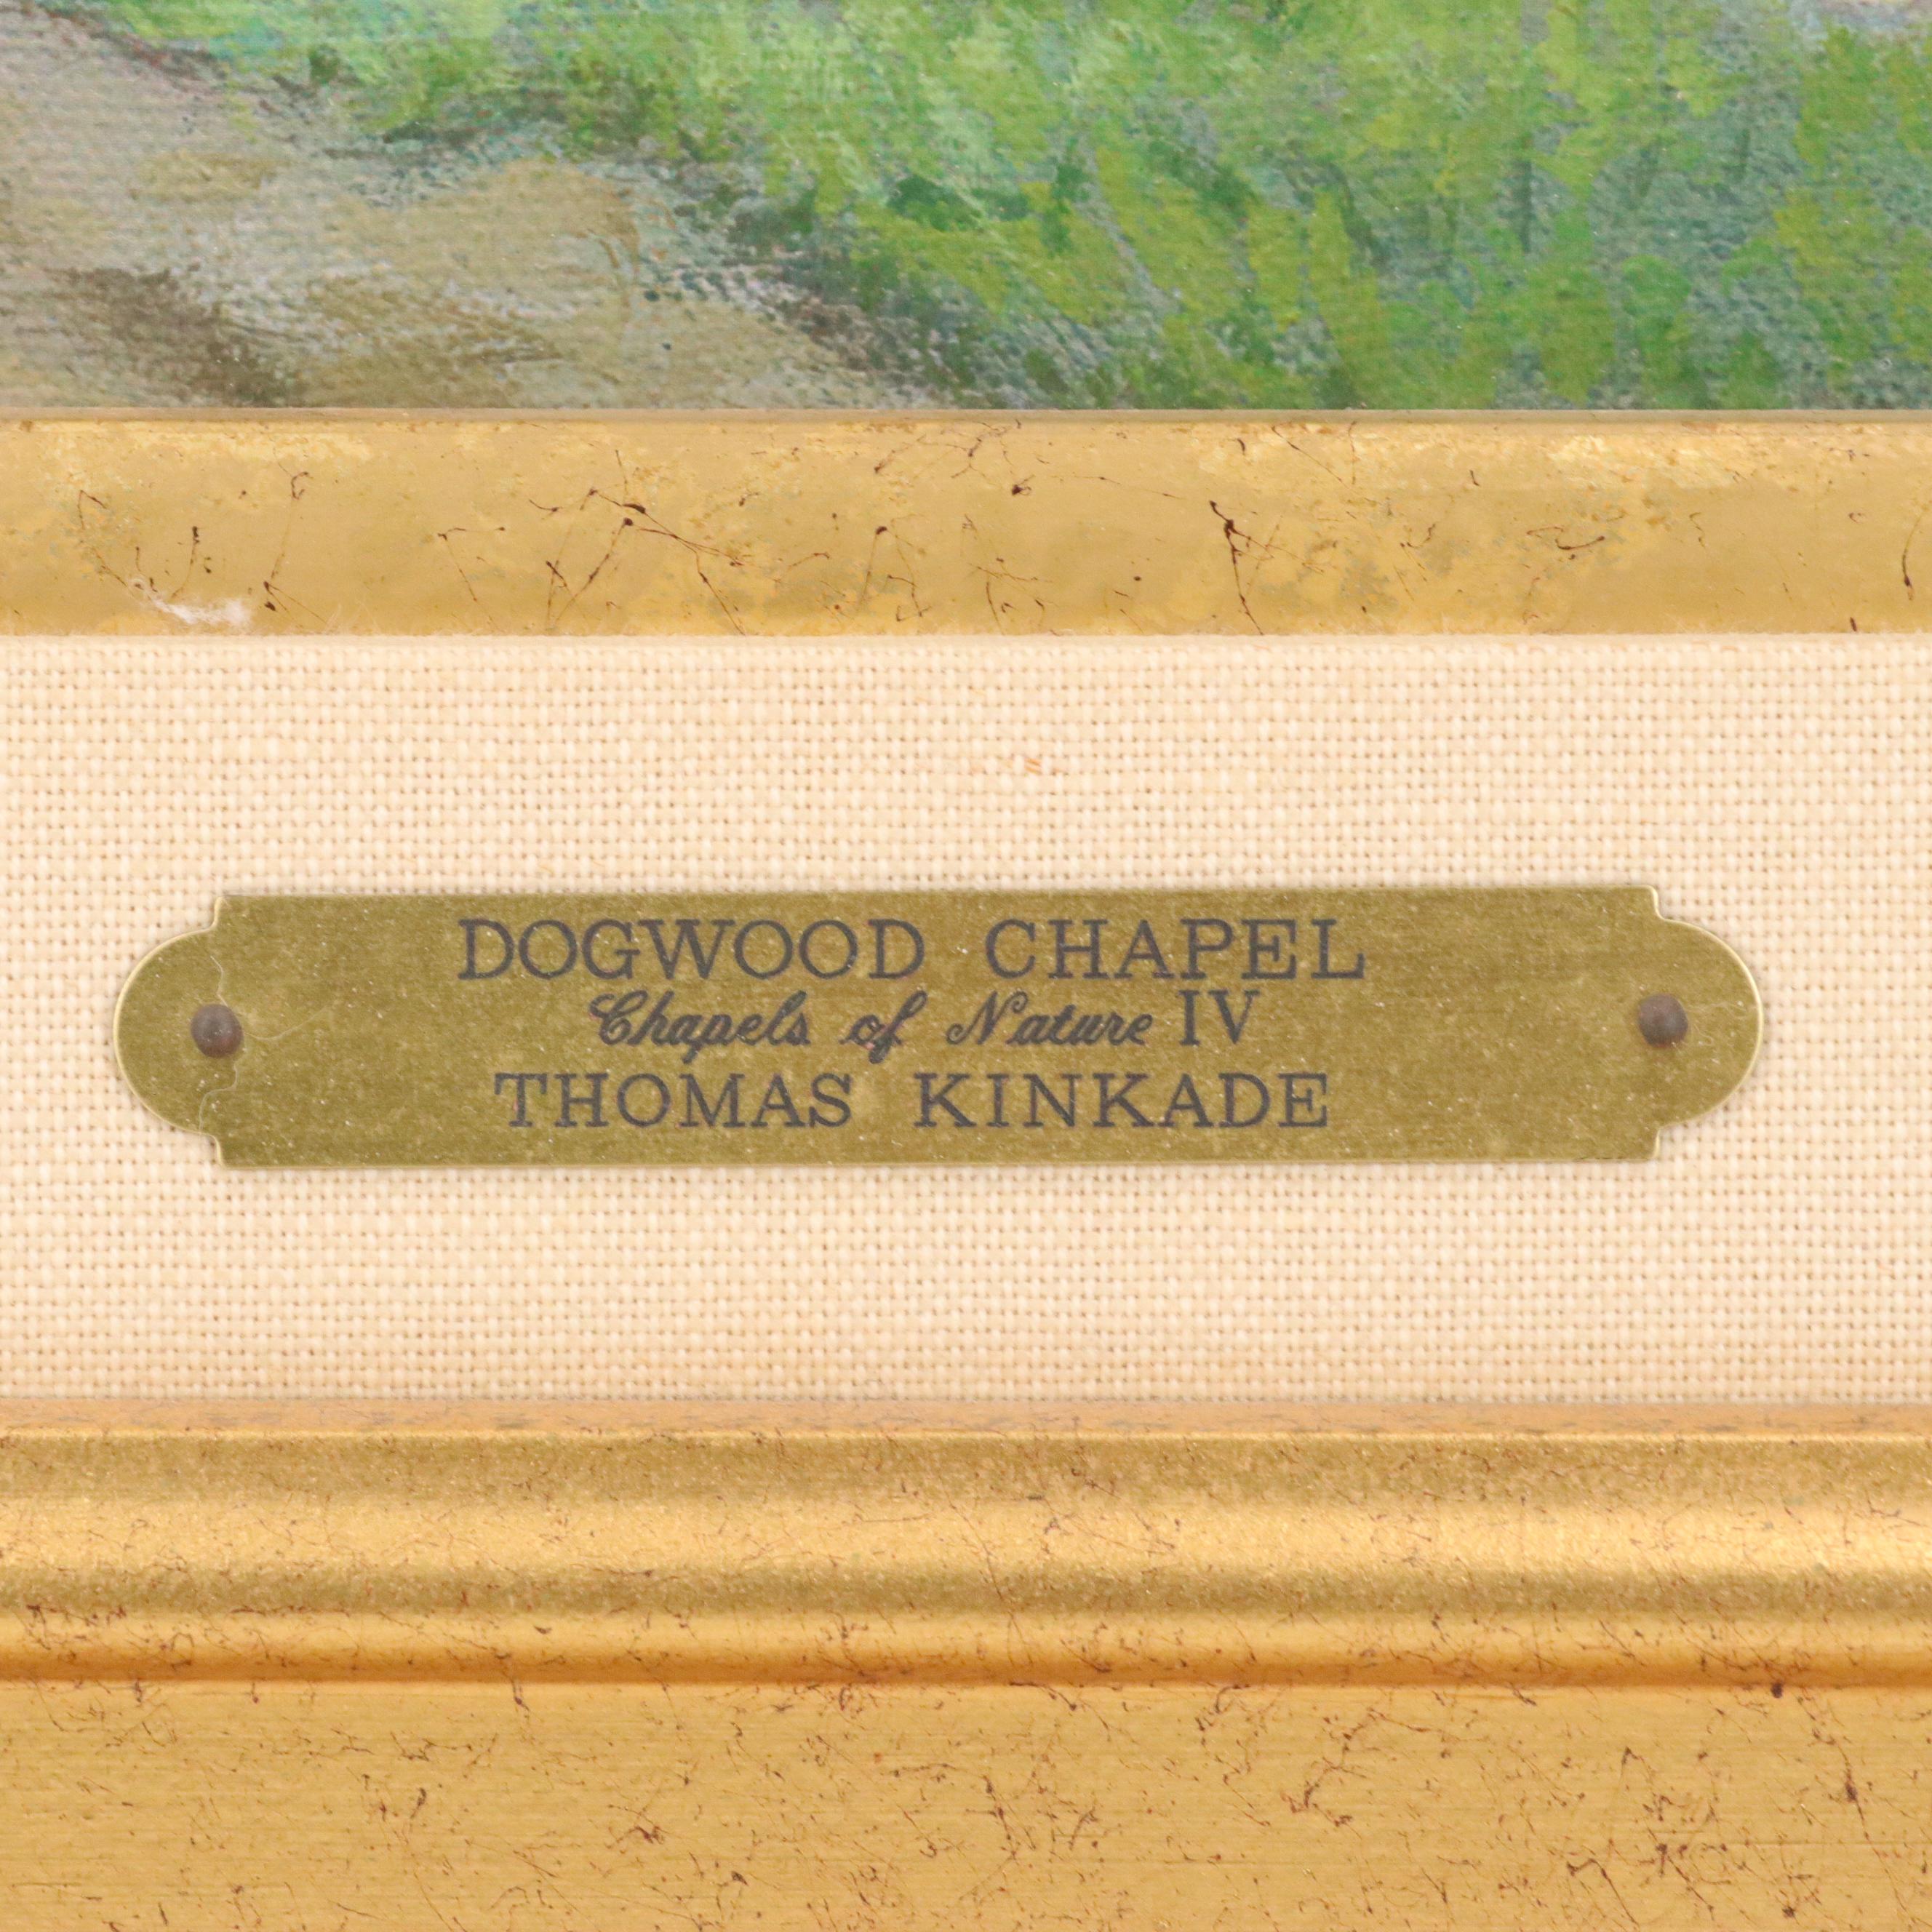 DOGWOOD CHAPEL
Chapels of Nature IV
THOMAS KINKADE